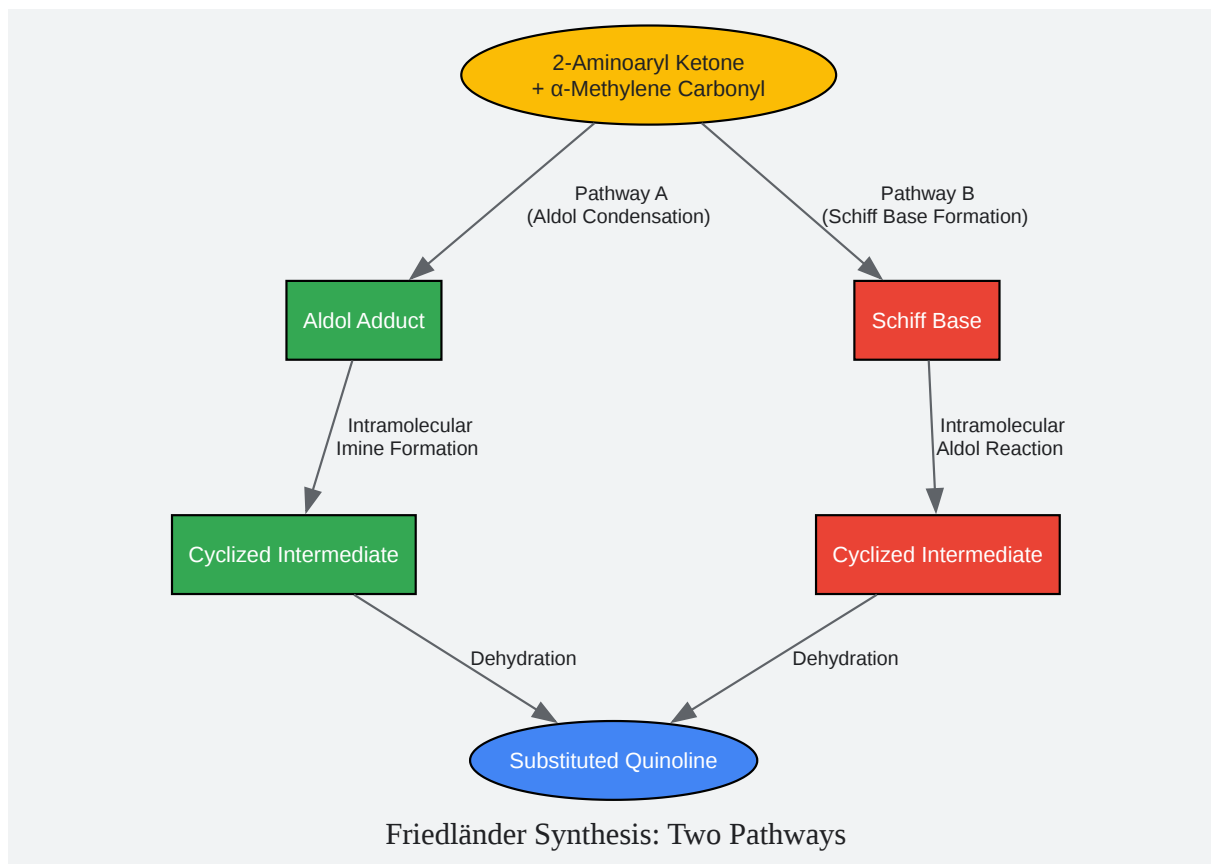 2-Aminoaryl Ketone
+ α-Methylene Carbonyl
Pathway A
(Aldol Condensation)
Pathway B
(Schiff Base Formation)
Aldol Adduct
Schiff Base
Intramolecular
Imine Formation
Intramolecular
Aldol Reaction
Cyclized Intermediate
Cyclized Intermediate
Dehydration
Dehydration
Substituted Quinoline
Friedländer Synthesis: Two Pathways